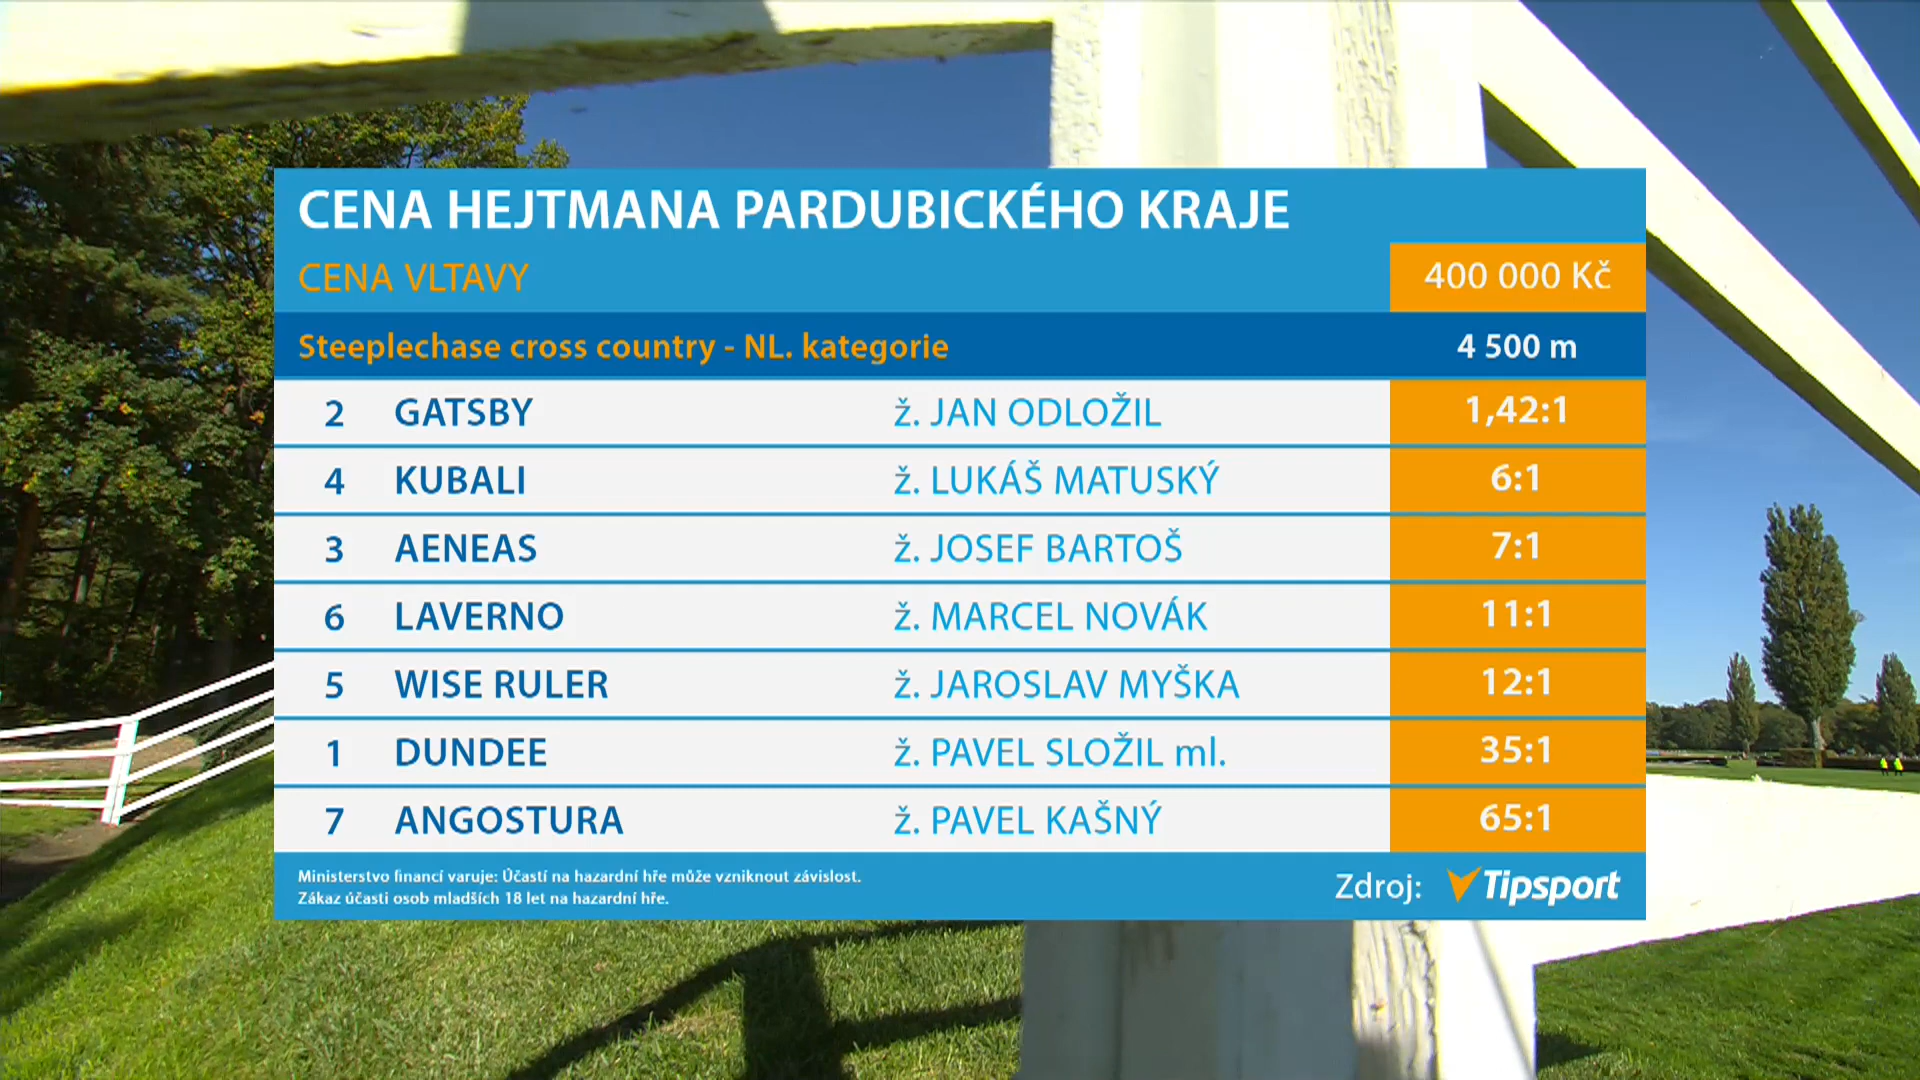 CENA HEJTMANA PARDUBICKÉHO KRAJE
CENA VLTAVY 400 000 Kč
Steeplechase cross country - NL. kategorie 4 500 m
2 GATSBY ž. JAN ODLOŽIL 1,42:1
4 KUBALI ž. LUKÁŠ MATUSKÝ 6:1
3 AENEAS ž. JOSEF BARTOŠ 7:1
6 LAVERNO ž. MARCEL NOVÁK 11:1
5 WISE RULER ž. JAROSLAV MYŠKA 12:1
1 DUNDEE ž. PAVEL SLOŽIL ml. 35:1
7 ANGOSTURA ž. PAVEL KAŠNÝ 65:1
Ministerstvo financí varuje: Účastí na hazardní hře může vzniknout závislost.
Zákaz účasti osob mladších 18 let na hazardní hře.
Zdroj: Tipsport